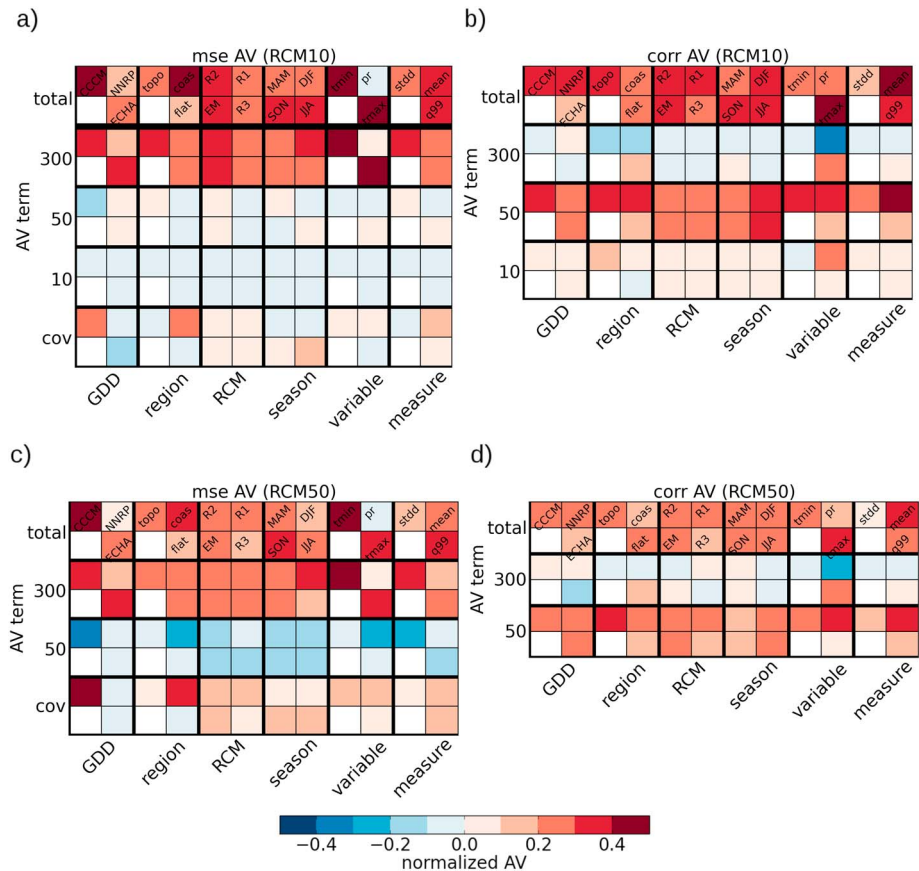 a)
mse AV (RCM10)
CCCM NNRP topo coas R2 R1 MAM DJF tmin pr stdd mean
total
ECHA flat EM R3 SON JJA tmax q99
300
50
10
cov
AV term
GDD region RCM season variable measure
b)
corr AV (RCM10)
CCCM NNRP topo coas R2 R1 MAM DJF tmin pr stdd mean
total
ECHA flat EM R3 SON JJA tmax q99
300
50
10
AV term
GDD region RCM season variable measure
c)
mse AV (RCM50)
CCCM NNRP topo coas R2 R1 MAM DJF tmin pr stdd mean
total
ECHA flat EM R3 SON JJA tmax q99
300
50
cov
AV term
GDD region RCM season variable measure
d)
corr AV (RCM50)
CCCM NNRP topo coas R2 R1 MAM DJF tmin pr stdd mean
total
ECHA flat EM R3 SON JJA tmax q99
300
50
AV term
GDD region RCM season variable measure
−0.4 −0.2 0.0 0.2 0.4
normalized AV